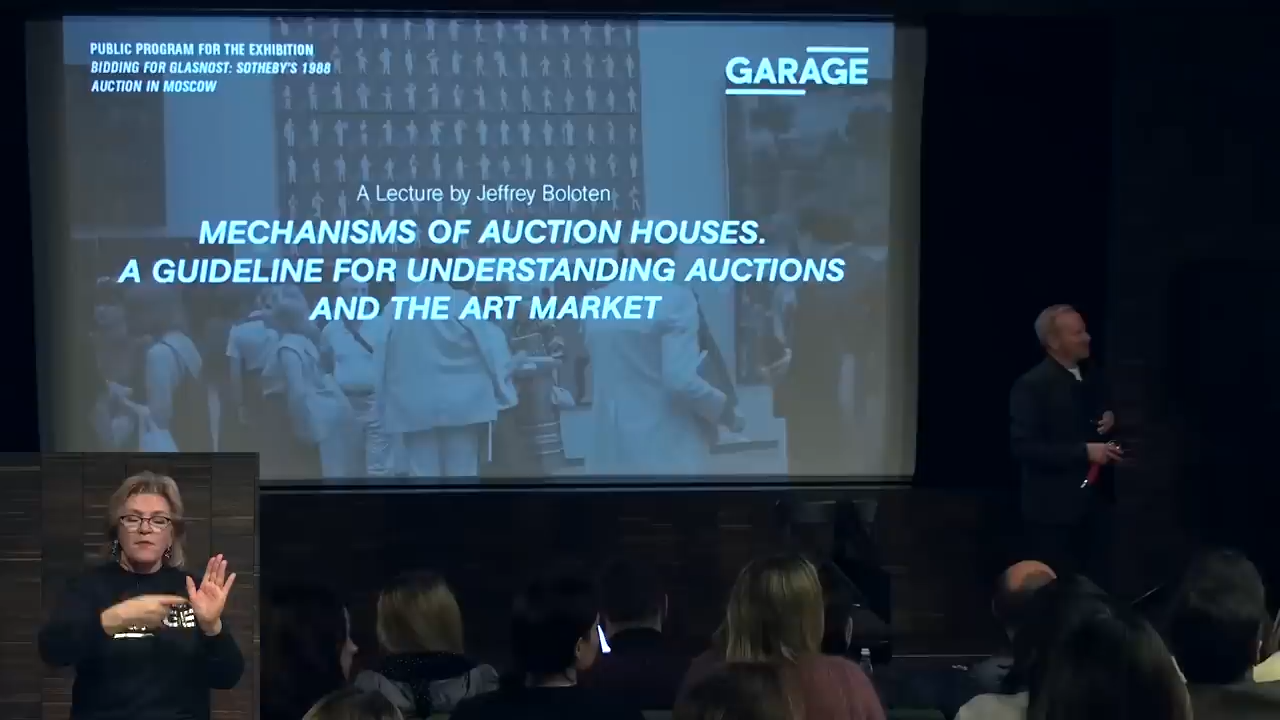 PUBLIC PROGRAM FOR THE EXHIBITION
BIDDING FOR GLASNOST: SOTHEBY'S 1988
AUCTION IN MOSCOW
GARAGE
A Lecture by Jeffrey Boloten
MECHANISMS OF AUCTION HOUSES.
A GUIDELINE FOR UNDERSTANDING AUCTIONS
AND THE ART MARKET